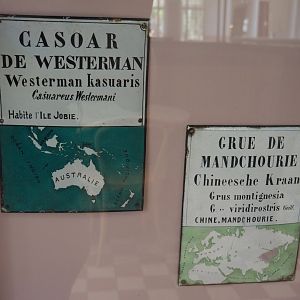 CASOAR
DE WESTERMAN
Westerman kasuaris
Casuareus Westermani
Habite l'ILE JOBIE.
AUSTRALIE
GRUE DE
MANDCHOURIE
Chineesche Kraan
Grus montignesia
G·· viridirostris
CHINE, MANDCHOURIE.